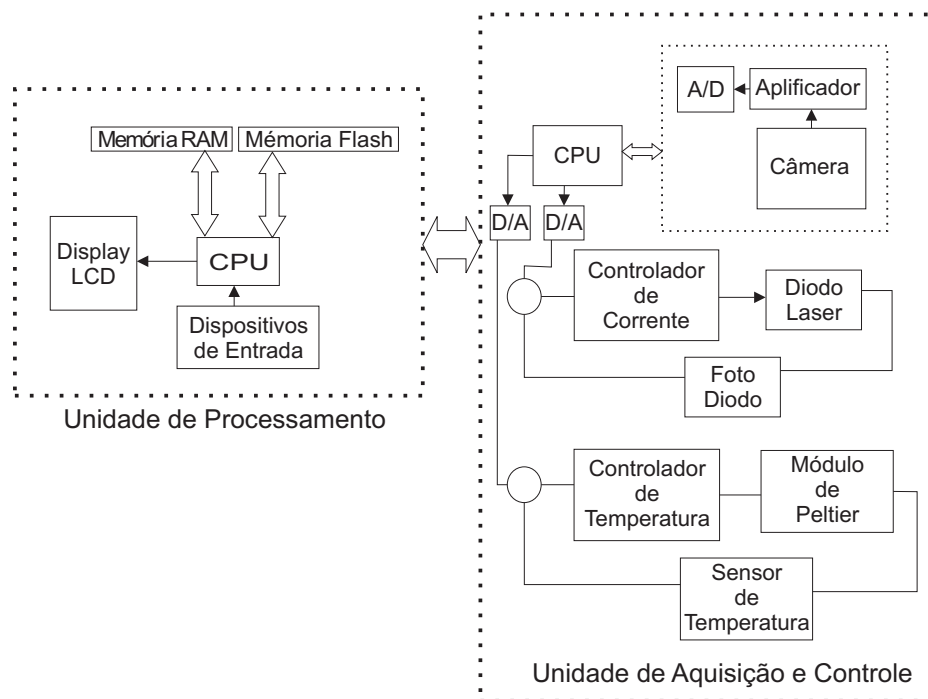 Memória RAM
Mémoria Flash
Display
LCD
CPU
Dispositivos
de Entrada
Unidade de Processamento
A/D
Aplificador
Câmera
CPU
D/A
D/A
Controlador
de
Corrente
Diodo
Laser
Foto
Diodo
Controlador
de
Temperatura
Módulo
de
Peltier
Sensor
de
Temperatura
Unidade de Aquisição e Controle